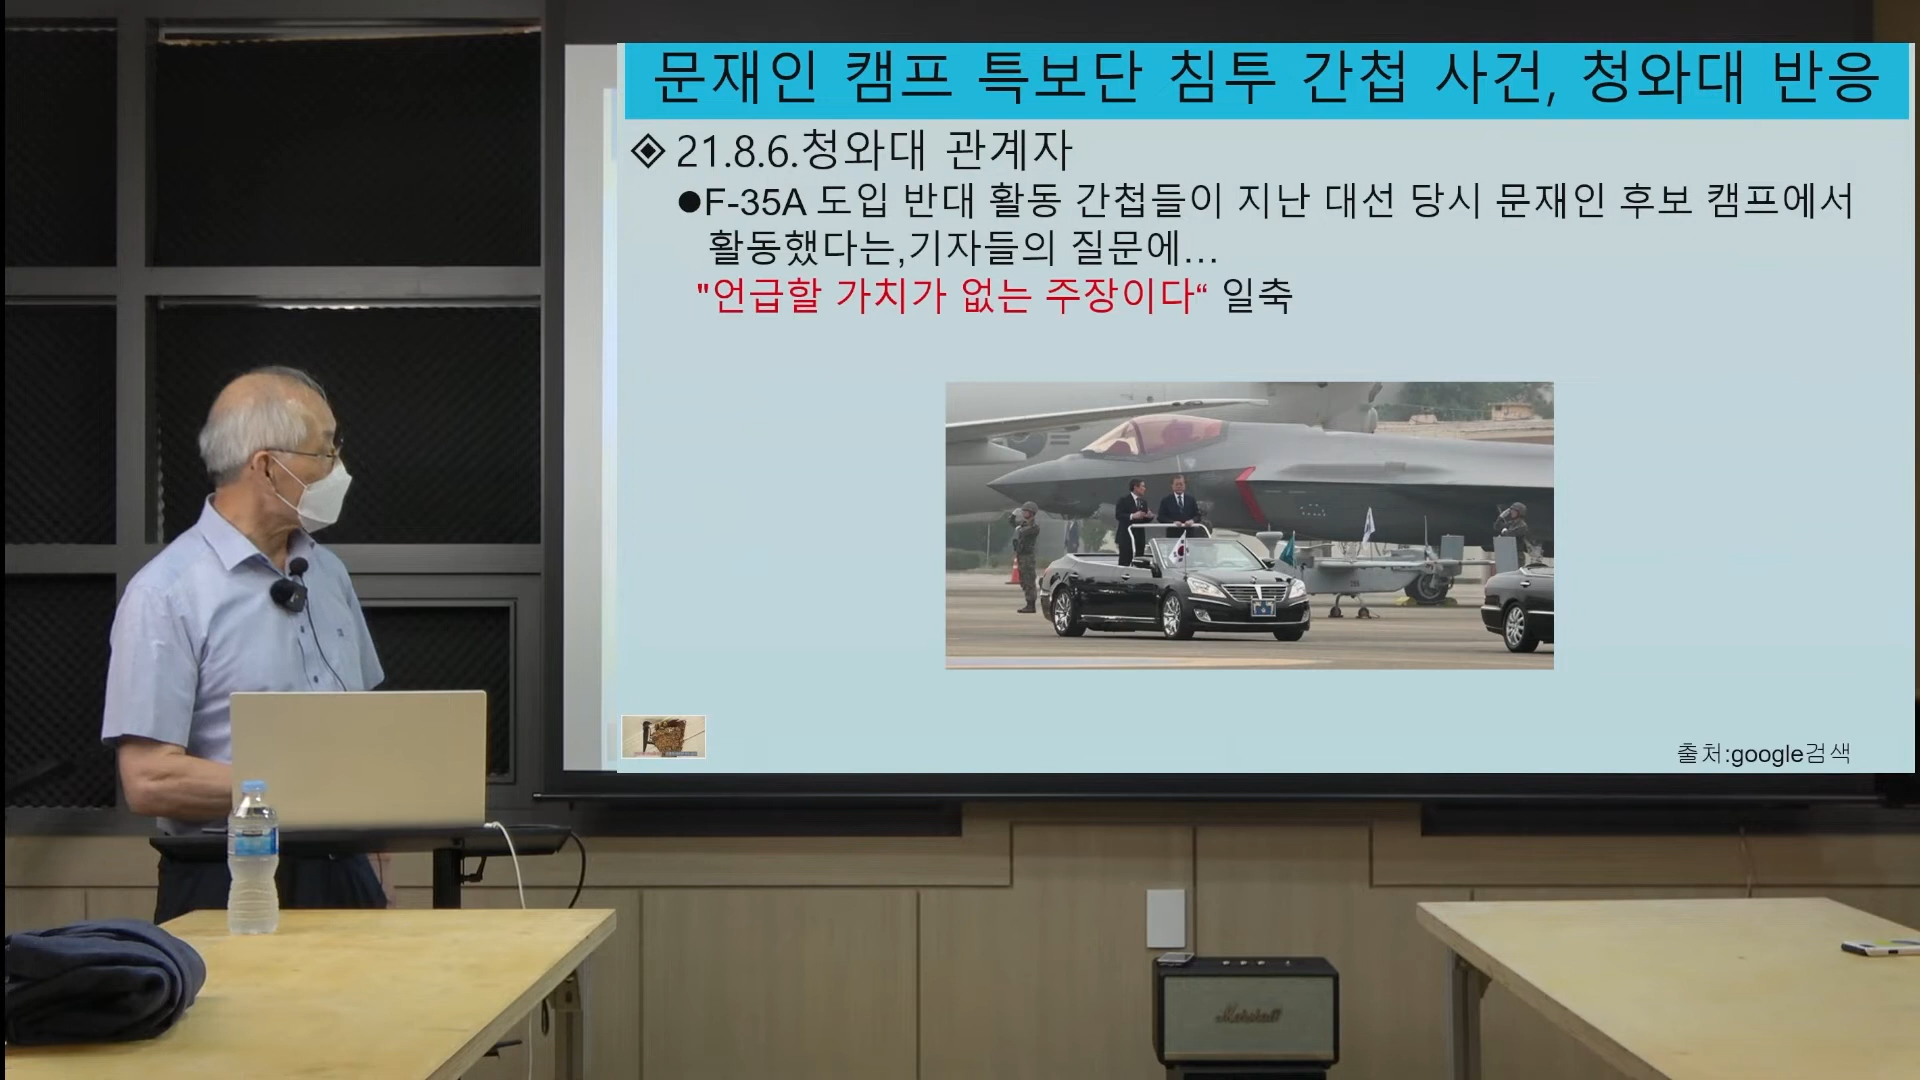 문재인 캠프 특보단 침투 간첩 사건, 청와대 반응
21.8.6.청와대 관계자
F-35A 도입 반대 활동 간첩들이 지난 대선 당시 문재인 후보 캠프에서
활동했다는,기자들의 질문에...
"언급할 가치가 없는 주장이다“ 일축
출처:google검색
Marshall